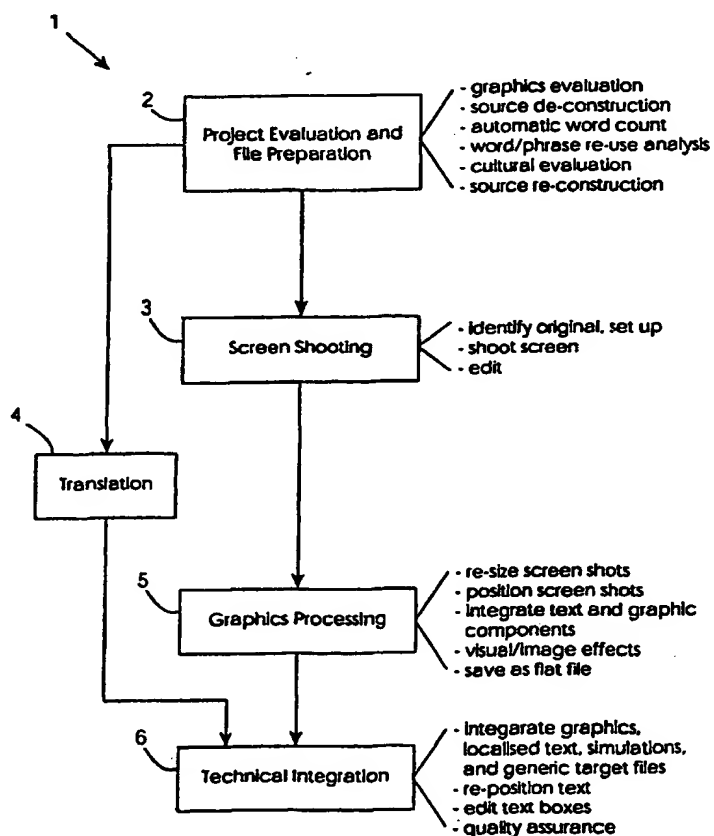 1
2
Project Evaluation and
File Preparation
- graphics evaluation
- source de-construction
- automatic word count
- word/phrase re-use analysis
- cultural evaluation
- source re-construction
3
Screen Shooting
- identify original, set up
- shoot screen
- edit
4
Translation
5
Graphics Processing
- re-size screen shots
- position screen shots
- integrate text and graphic
components
- visual/image effects
- save as flat file
6
Technical Integration
- integarate graphics,
localised text, simulations,
and generic target files
- re-position text
- edit text boxes
- quality assurance